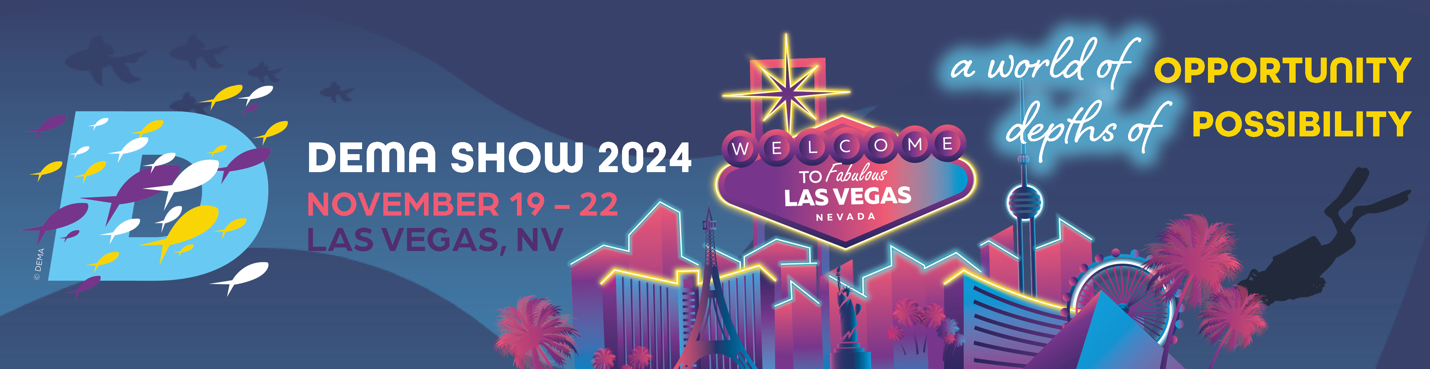 D
© DEMA
DEMA SHOW 2024
NOVEMBER 19 – 22
LAS VEGAS, NV
WELCOME
TO Fabulous
LAS VEGAS
NEVADA
a world of OPPORTUNITY
depths of POSSIBILITY